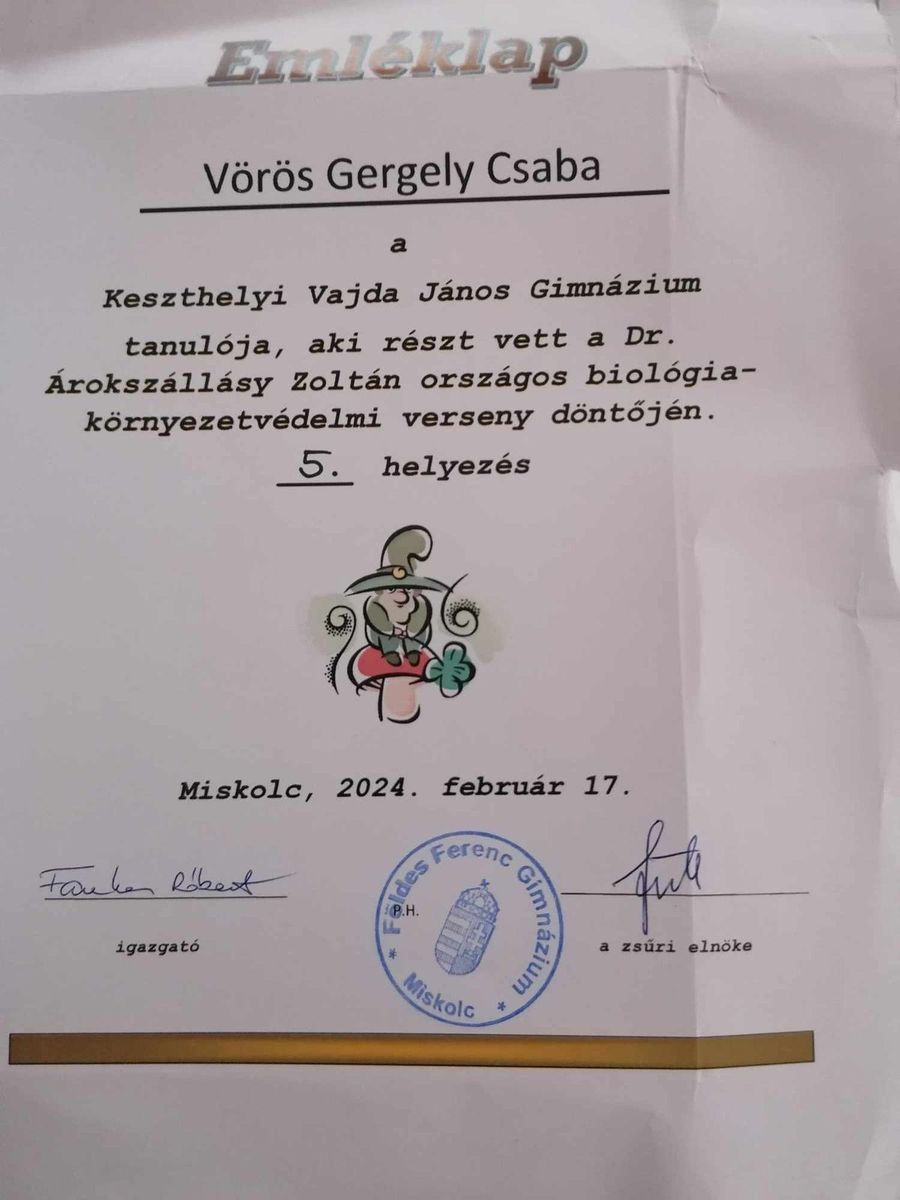 Emléklap
Vörös Gergely Csaba
a
Keszthelyi Vajda János Gimnázium
tanulója, aki részt vett a Dr.
Árokszállásy Zoltán országos biológia-
környezetvédelmi verseny döntőjén.
5. helyezés
Miskolc, 2024. február 17.
Róbert
Földes Ferenc Gimnázium
P.H.
* Miskolc *
igazgató
a zsűri elnöke